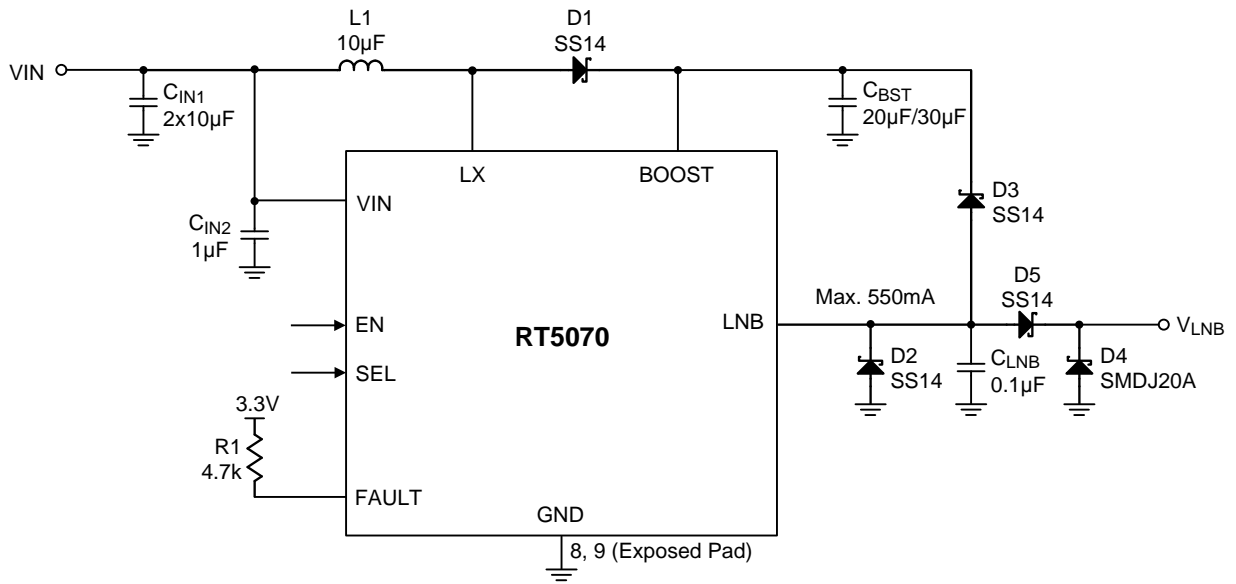 L1
10µF
D1
SS14
VIN
CIN1
2x10µF
CBST
20µF/30µF
LX
BOOST
VIN
CIN2
1µF
D3
SS14
EN
SEL
RT5070
LNB
Max. 550mA
D5
SS14
VLNB
D2
SS14
CLNB
0.1µF
D4
SMDJ20A
3.3V
R1
4.7k
FAULT
GND
8, 9 (Exposed Pad)